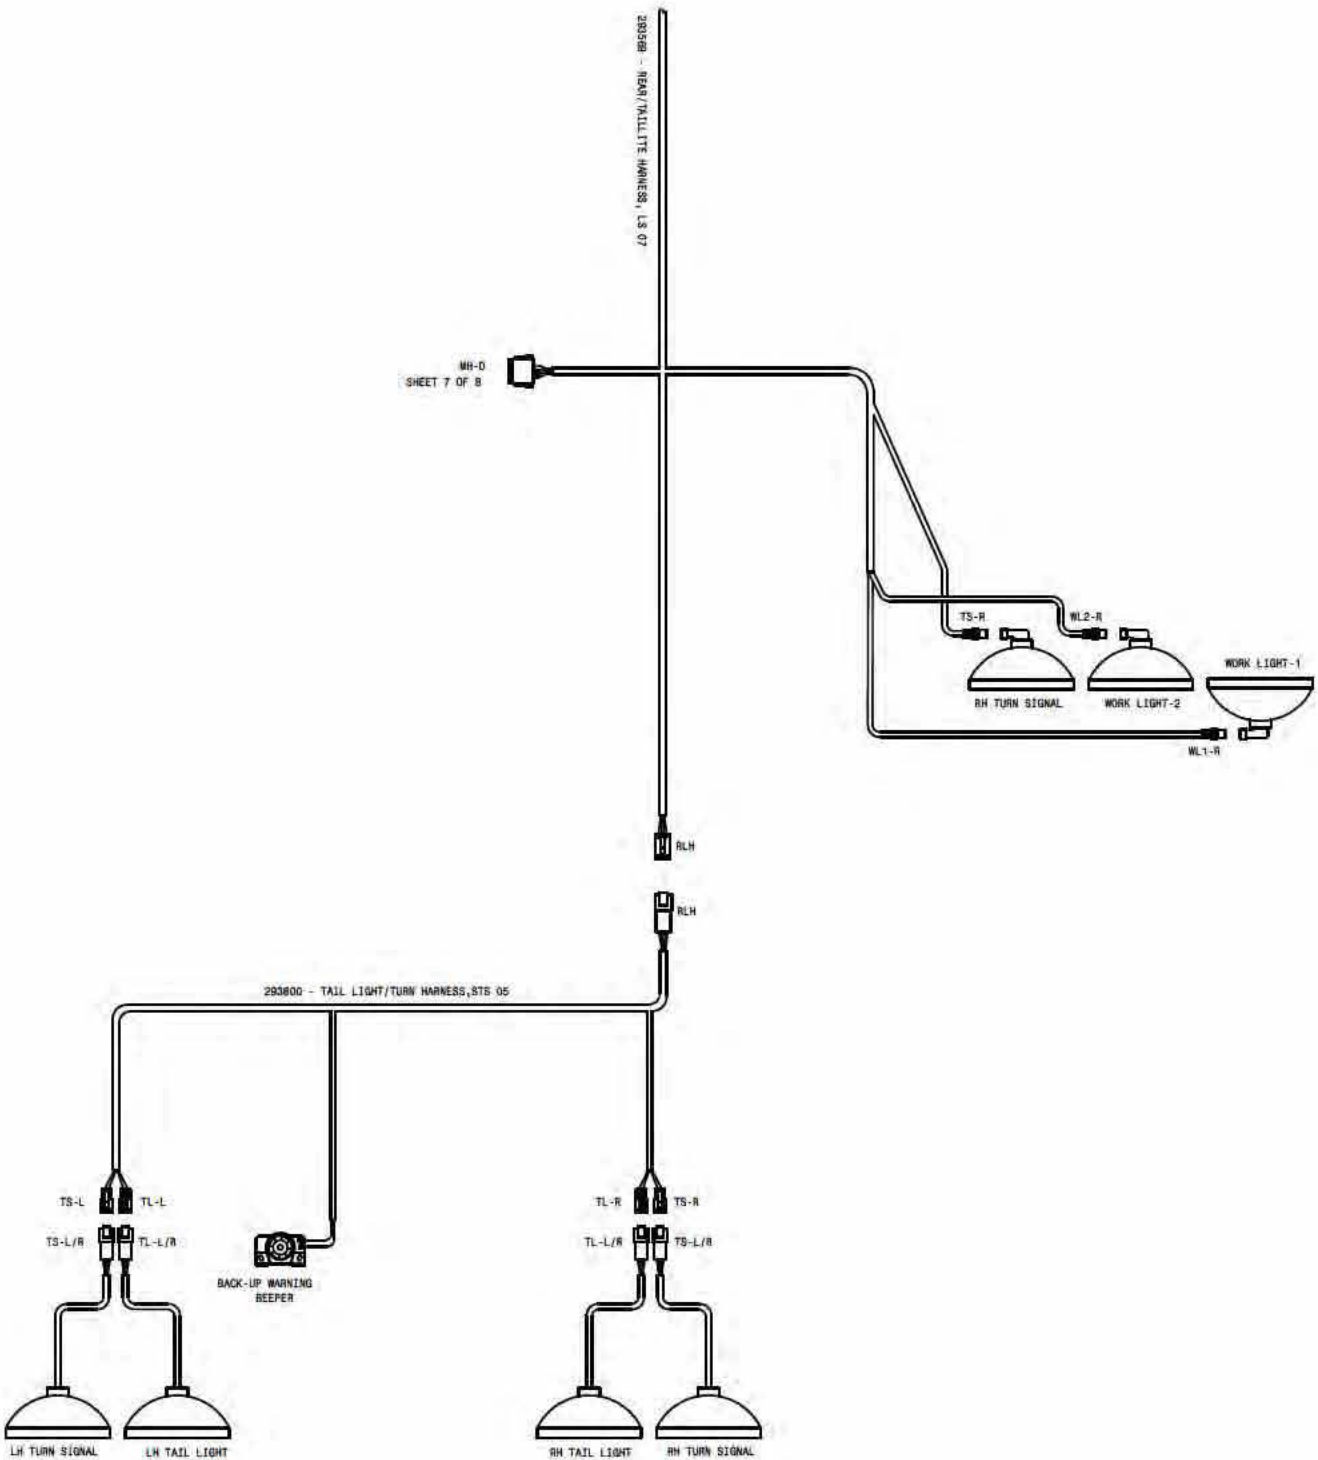 293569 - REAR/TAILLITE HARNESS, LS 07
MH-D
SHEET 7 OF 8
TS-R
WL2-R
WORK LIGHT-1
RH TURN SIGNAL
WORK LIGHT-2
WL1-R
RLH
RLH
293800 - TAIL LIGHT/TURN HARNESS,STS 05
TS-L
TL-L
TL-R
TS-R
TS-L/R
TL-L/R
TL-L/R
TS-L/R
BACK-UP WARNING
BEEPER
LH TURN SIGNAL
LH TAIL LIGHT
RH TAIL LIGHT
RH TURN SIGNAL